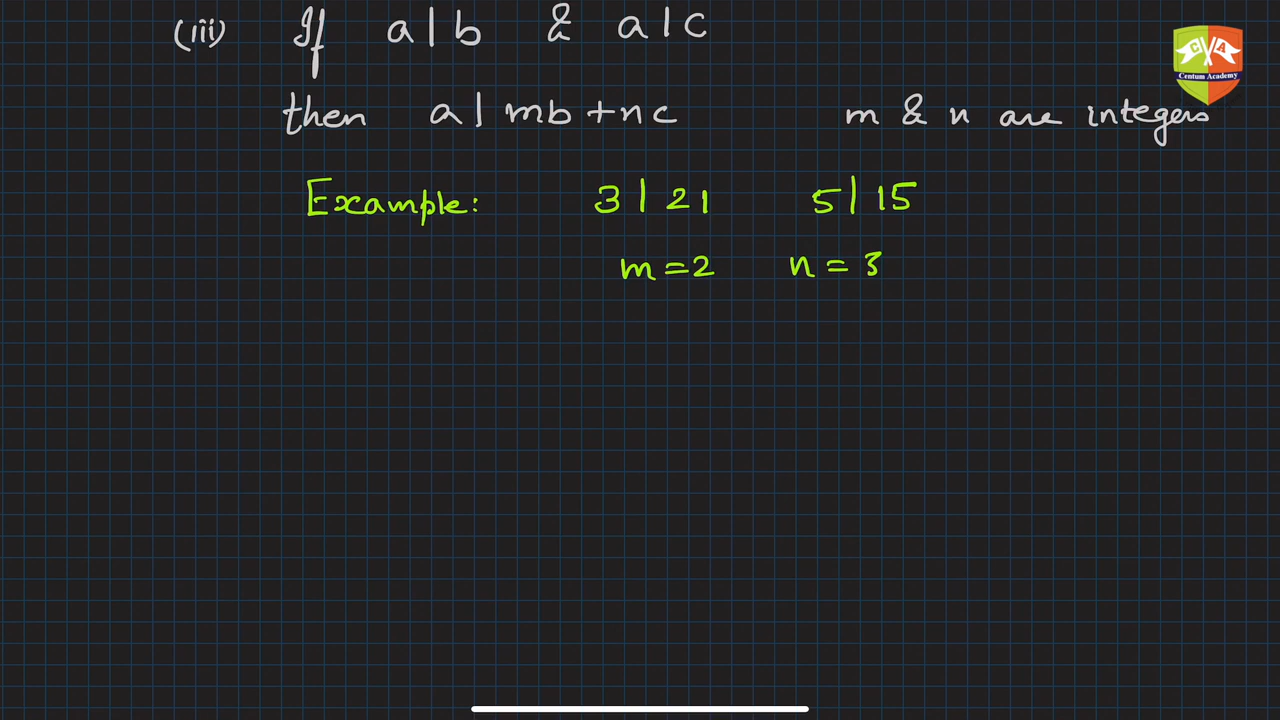 (iii) If a | b & a | c
then a | mb + nc m & n are integers
Example: 3 | 21 5 | 15
m = 2 n = 3
C A
Centum Academy